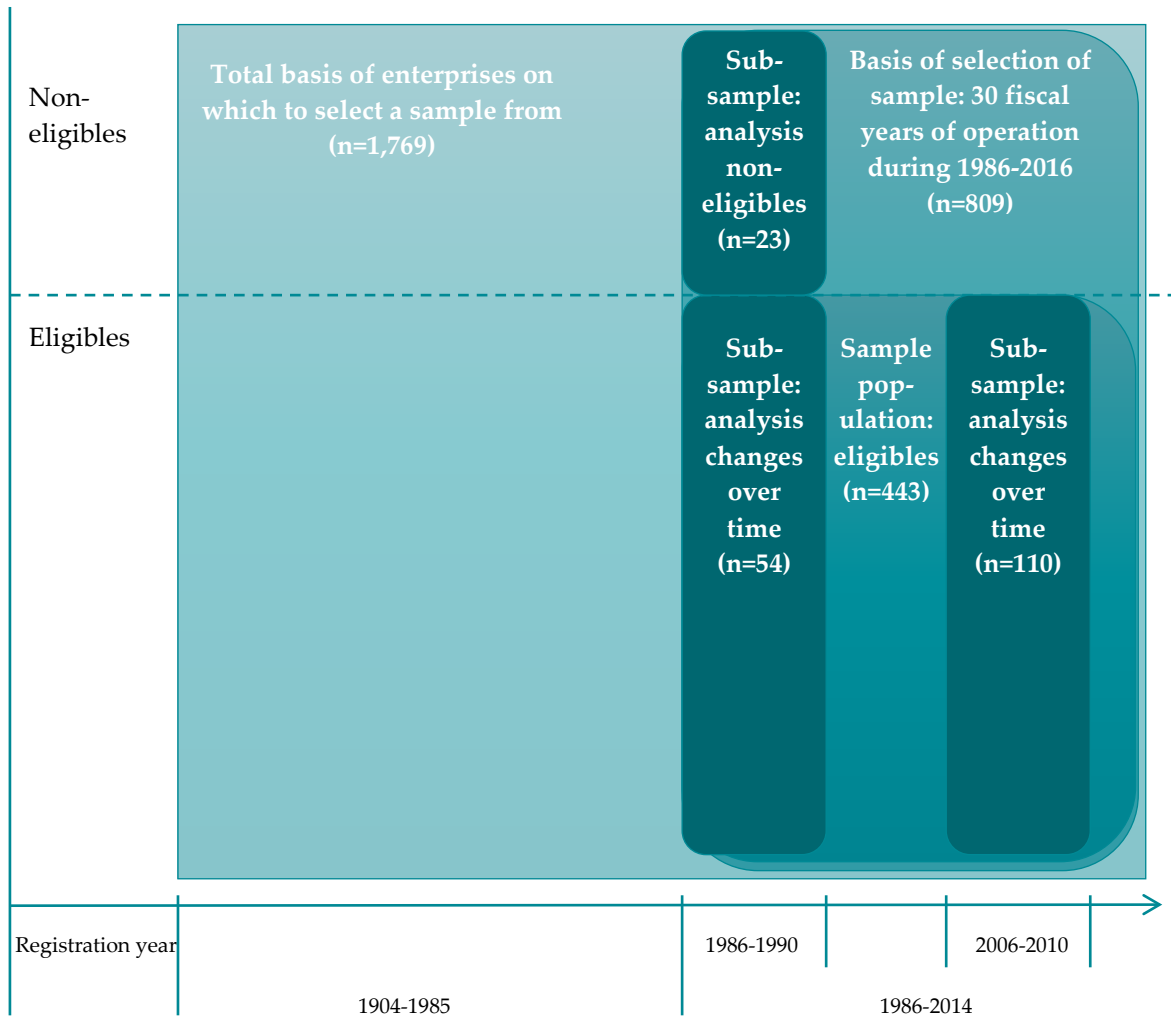 Non-
eligibles
Total basis of enterprises on
which to select a sample from
(n=1,769)
Sub-
sample:
analysis
non-
eligibles
(n=23)
Basis of selection of
sample: 30 fiscal
years of operation
during 1986-2016
(n=809)
Eligibles
Sub-
sample:
analysis
changes
over
time
(n=54)
Sample
pop-
ulation:
eligibles
(n=443)
Sub-
sample:
analysis
changes
over
time
(n=110)
Registration year
1986-1990
2006-2010
1904-1985
1986-2014